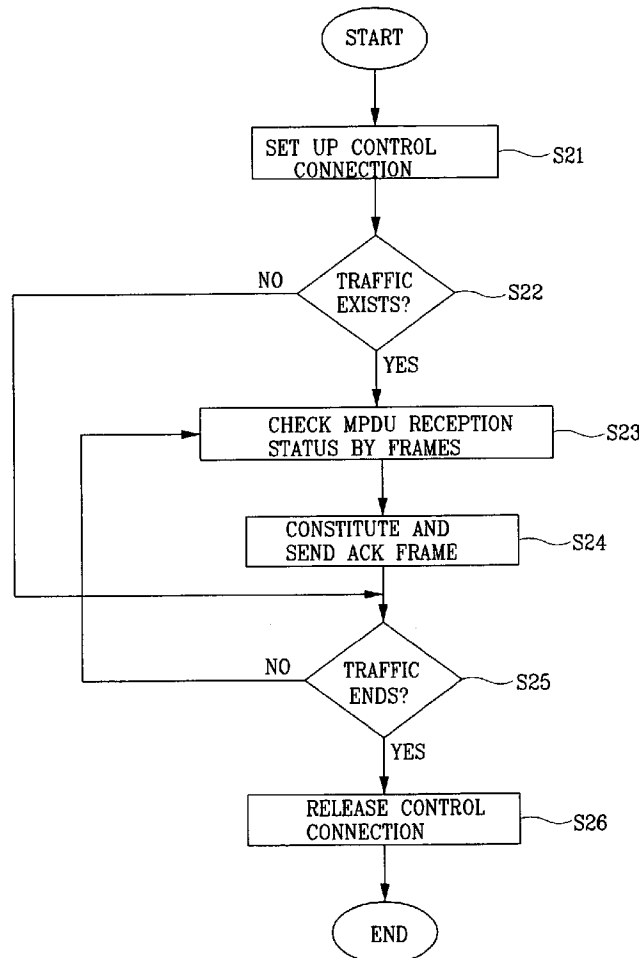 START
SET UP CONTROL
CONNECTION
S21
NO
TRAFFIC
EXISTS?
S22
YES
CHECK MPDU RECEPTION
STATUS BY FRAMES
S23
CONSTITUTE AND
SEND ACK FRAME
S24
NO
TRAFFIC
ENDS?
S25
YES
RELEASE CONTROL
CONNECTION
S26
END